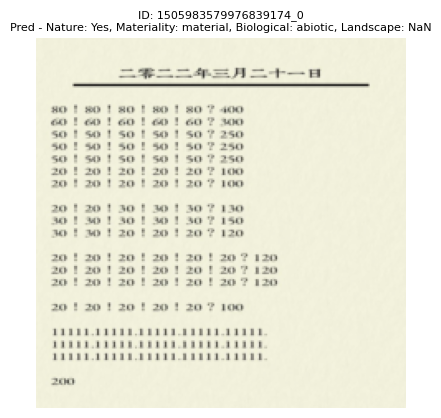 ID: 1505983579976839174_0
Pred - Nature: Yes, Materiality: material, Biological: abiotic, Landscape: NaN
二零二二年三月二十一日
80 ! 80 ! 80 ! 80 ! 80 ? 400
60 ! 60 ! 60 ! 60 ! 60 ? 300
50 ! 50 ! 50 ! 50 ! 50 ? 250
50 ! 50 ! 50 ! 50 ! 50 ? 250
50 ! 50 ! 50 ! 50 ! 50 ? 250
20 ! 20 ! 20 ! 20 ! 20 ? 100
20 ! 20 ! 20 ! 20 ! 20 ? 100
20 ! 20 ! 30 ! 30 ! 30 ? 130
30 ! 30 ! 30 ! 30 ! 30 ? 150
30 ! 30 ! 20 ! 20 ! 20 ? 120
20 ! 20 ! 20 ! 20 ! 20 ! 20 ? 120
20 ! 20 ! 20 ! 20 ! 20 ! 20 ? 120
20 ! 20 ! 20 ! 20 ! 20 ! 20 ? 120
20 ! 20 ! 20 ! 20 ! 20 ? 100
11111.11111.11111.11111.11111.
11111.11111.11111.11111.11111.
11111.11111.11111.11111.11111.
200